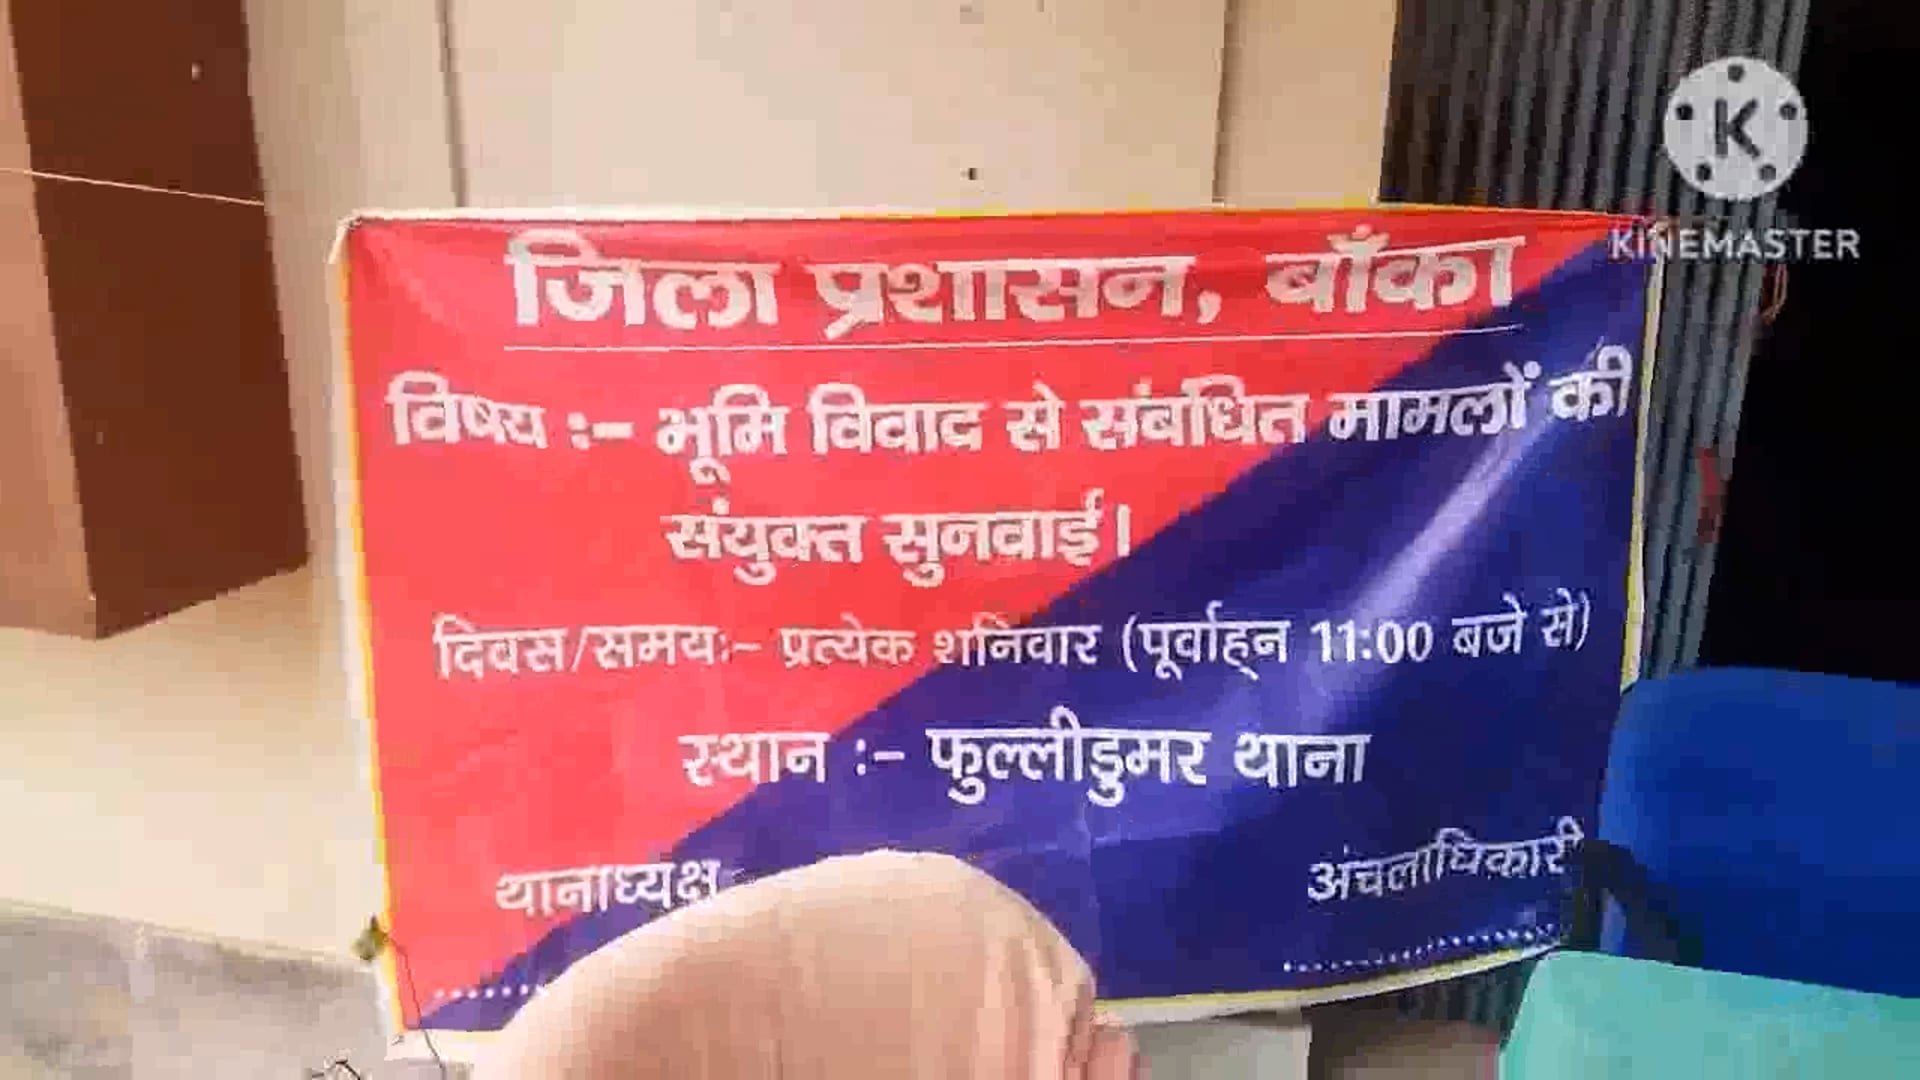 जिला प्रशासन, बाँका
विषय :- भूमि विवाद से संबंधित मामलों की
संयुक्त सुनवाई।
दिवस/समयः- प्रत्येक शनिवार (पूर्वाह्न 11:00 बजे से)
स्थान :- फुल्लीडुमर थाना
थानाध्यक्ष
अंचलाधिकारी
K
KINEMASTER